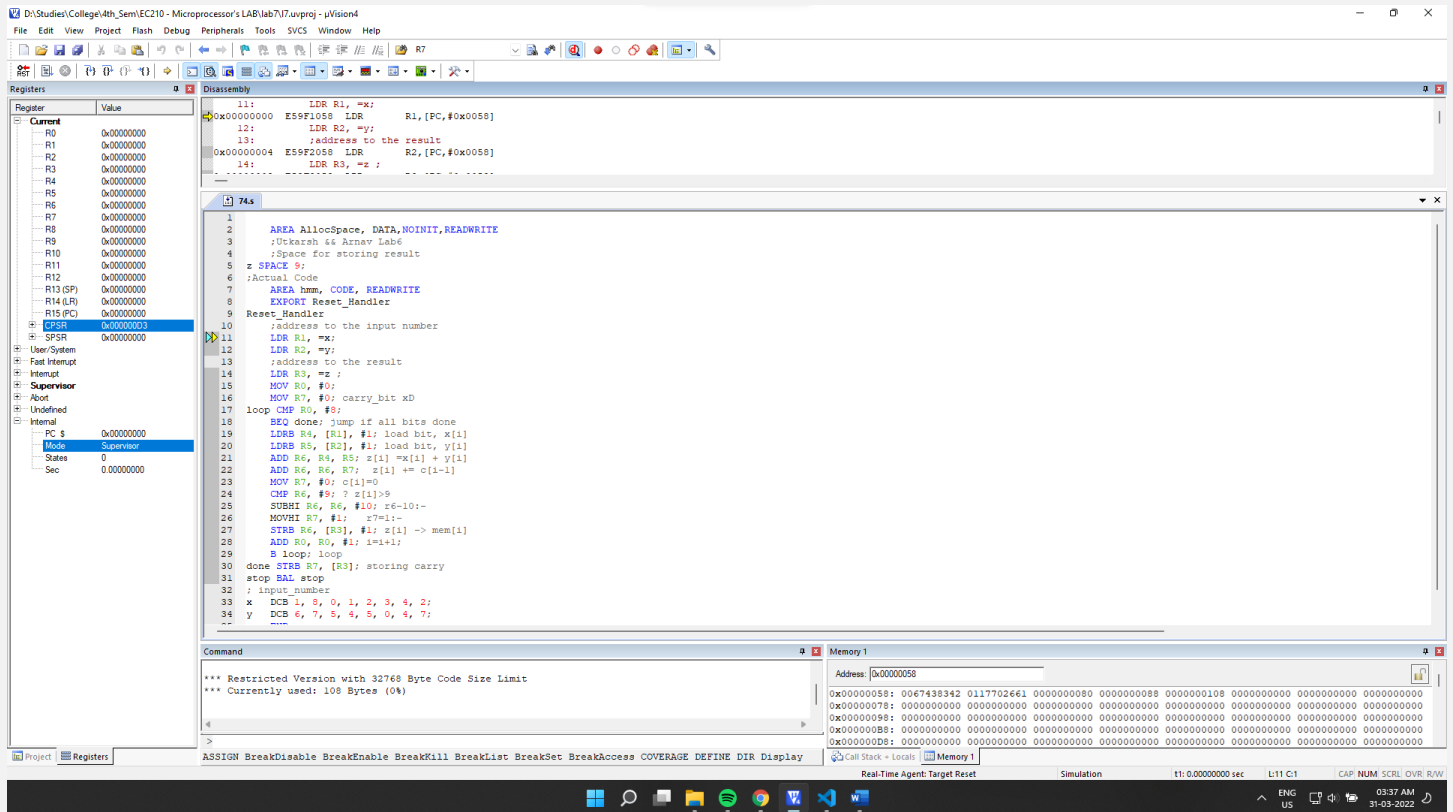 D:\Studies\College\4th_Sem\EC210 - Microprocessor's LAB\lab7\l7.uvproj - µVision4
File Edit View Project Flash Debug Peripherals Tools SVCS Window Help
R7
RST
Registers
Register Value
Current
R0 0x00000000
R1 0x00000000
R2 0x00000000
R3 0x00000000
R4 0x00000000
R5 0x00000000
R6 0x00000000
R7 0x00000000
R8 0x00000000
R9 0x00000000
R10 0x00000000
R11 0x00000000
R12 0x00000000
R13 (SP) 0x00000000
R14 (LR) 0x00000000
R15 (PC) 0x00000000
CPSR 0x000000D3
SPSR 0x00000000
User/System
Fast Interrupt
Interrupt
Supervisor
Abort
Undefined
Internal
PC $ 0x00000000
Mode Supervisor
States 0
Sec 0.00000000
Project Registers
Disassembly
11: LDR R1, =x;
0x00000000 E59F1058 LDR R1,[PC,#0x0058]
12: LDR R2, =y;
13: ;address to the result
0x00000004 E59F2058 LDR R2,[PC,#0x0058]
14: LDR R3, =z ;
74.s
1
2 AREA AllocSpace, DATA,NOINIT,READWRITE
3 ;Utkarsh && Arnav Lab6
4 ;Space for storing result
5 z SPACE 9;
6 ;Actual Code
7 AREA hmm, CODE, READWRITE
8 EXPORT Reset_Handler
9 Reset_Handler
10 ;address to the input number
11 LDR R1, =x;
12 LDR R2, =y;
13 ;address to the result
14 LDR R3, =z ;
15 MOV R0, #0;
16 MOV R7, #0; carry_bit xD
17 loop CMP R0, #8;
18 BEQ done; jump if all bits done
19 LDRB R4, [R1], #1; load bit, x[i]
20 LDRB R5, [R2], #1; load bit, y[i]
21 ADD R6, R4, R5; z[i] =x[i] + y[i]
22 ADD R6, R6, R7; z[i] += c[i-1]
23 MOV R7, #0; c[i]=0
24 CMP R6, #9; ? z[i]>9
25 SUBHI R6, R6, #10; r6-10:-
26 MOVHI R7, #1; r7=1:-
27 STRB R6, [R3], #1; z[i] -> mem[i]
28 ADD R0, R0, #1; i=i+1;
29 B loop; loop
30 done STRB R7, [R3]; storing carry
31 stop BAL stop
32 ; input_number
33 x DCB 1, 8, 0, 1, 2, 3, 4, 2;
34 y DCB 6, 7, 5, 4, 5, 0, 4, 7;
Command
*** Restricted Version with 32768 Byte Code Size Limit
*** Currently used: 108 Bytes (0%)
>
ASSIGN BreakDisable BreakEnable BreakKill BreakList BreakSet BreakAccess COVERAGE DEFINE DIR Display
Memory 1
Address: 0x00000058
0x00000058: 0067438342 0117702661 0000000080 0000000088 0000000108 0000000000 0000000000 0000000000
0x00000078: 0000000000 0000000000 0000000000 0000000000 0000000000 0000000000 0000000000 0000000000
0x00000098: 0000000000 0000000000 0000000000 0000000000 0000000000 0000000000 0000000000 0000000000
0x000000B8: 0000000000 0000000000 0000000000 0000000000 0000000000 0000000000 0000000000 0000000000
0x000000D8: 0000000000 0000000000 0000000000 0000000000 0000000000 0000000000 0000000000 0000000000
Call Stack + Locals Memory 1
Real-Time Agent: Target Reset Simulation t1: 0.00000000 sec L:11 C:1 CAP NUM SCRL OVR R/W
ENG
US
03:37 AM
31-03-2022